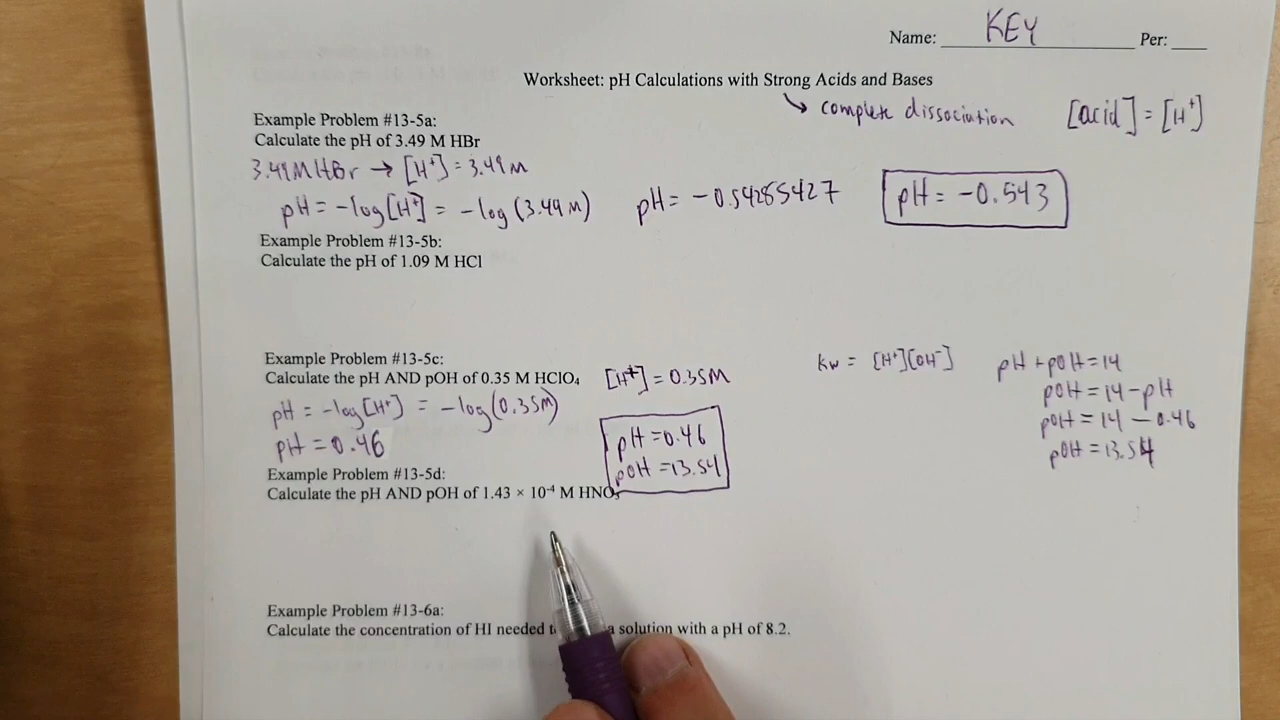 Name: KEY Per:
Worksheet: pH Calculations with Strong Acids and Bases
↘ complete dissociation [acid] = [H⁺]
Example Problem #13-5a:
Calculate the pH of 3.49 M HBr
3.49M HBr → [H⁺] = 3.49M
pH = -log[H⁺] = -log(3.49M) pH = -0.54285427 pH = -0.543
Example Problem #13-5b:
Calculate the pH of 1.09 M HCl
Example Problem #13-5c:
Calculate the pH AND pOH of 0.35 M HClO₄ [H⁺] = 0.35M
Kw = [H⁺][OH⁻]
pH + pOH = 14
pOH = 14 - pH
pOH = 14 - 0.46
pOH = 13.54
pH = -log[H⁺] = -log(0.35M)
pH = 0.46
pH = 0.46
pOH = 13.54
Example Problem #13-5d:
Calculate the pH AND pOH of 1.43 × 10⁻⁴ M HNO₃
Example Problem #13-6a:
Calculate the concentration of HI needed a solution with a pH of 8.2.